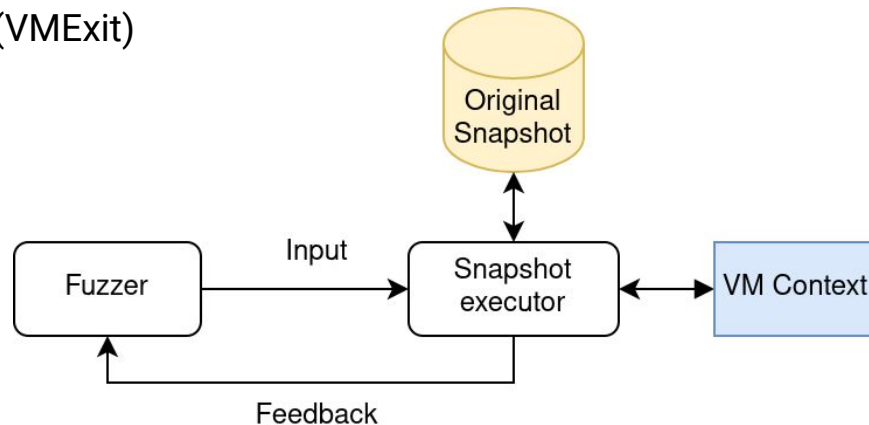 (VMExit)
Original
Snapshot
Input
Fuzzer
Snapshot
executor
VM Context
Feedback